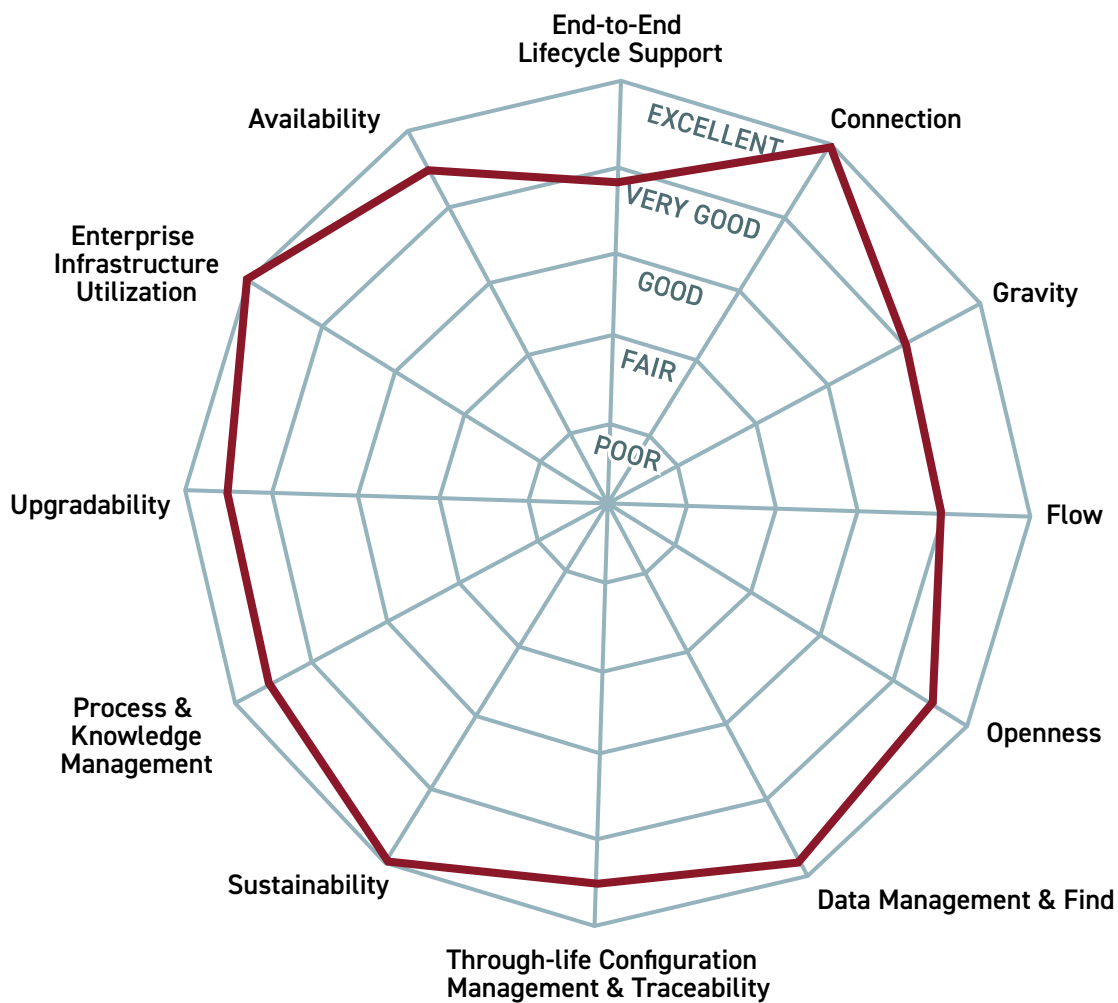 End-to-End
Lifecycle Support
Connection
Gravity
Flow
Openness
Data Management & Find
Through-life Configuration
Management & Traceability
Sustainability
Process &
Knowledge
Management
Upgradability
Enterprise
Infrastructure
Utilization
Availability
EXCELLENT
VERY GOOD
GOOD
FAIR
POOR